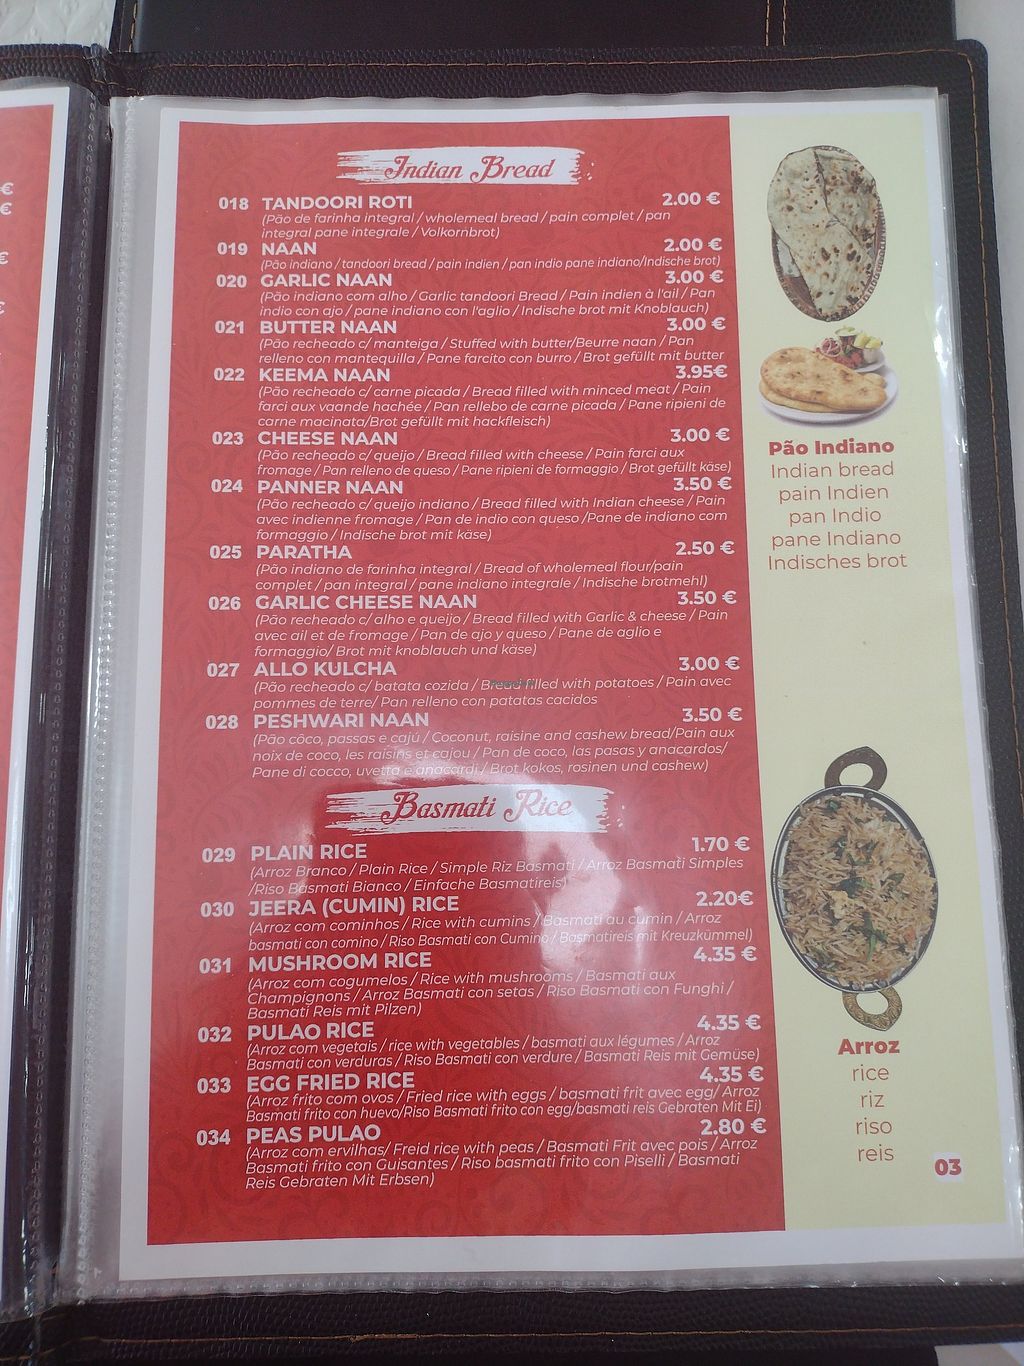 Indian Bread
018 TANDOORI ROTI 2.00 €
(Pão de farinha integral / wholemeal bread / pain complet / pan
integral pane integrale / Volkornbrot)
019 NAAN 2.00 €
(Pão indiano / tandoori bread / pain indien / pan indio pane indiano/Indische brot)
020 GARLIC NAAN 3.00 €
(Pão indiano com alho / Garlic tandoori Bread / Pain indien à l'ail / Pan
indio con ajo / pane indiano con l'aglio / Indische brot mit Knoblauch)
021 BUTTER NAAN 3.00 €
(Pão recheado c/ manteiga / Stuffed with butter/Beurre naan / Pan
relleno con mantequilla / Pane farcito con burro / Brot gefüllt mit butter
022 KEEMA NAAN 3.95€
(Pão recheado c/ carne picada / Bread filled with minced meat / Pain
farci aux vaande hachée / Pan rellebo de carne picada / Pane ripieni de
carne macinata/Brot gefüllt mit hackfleisch)
023 CHEESE NAAN 3.00 €
(Pão recheado c/ queijo / Bread filled with cheese / Pain farci aux
fromage / Pan relleno de queso / Pane ripieni de formaggio / Brot gefüllt käse)
024 PANNER NAAN 3.50 €
(Pão recheado c/ queijo indiano / Bread filled with Indian cheese / Pain
avec indienne fromage / Pan de indio con queso /Pane de indiano com
formaggio / Indische brot mit käse)
025 PARATHA 2.50 €
(Pão indiano de farinha integral / Bread of wholemeal flour/pain
complet / pan integral / pane indiano integrale / Indische brotmehl)
026 GARLIC CHEESE NAAN 3.50 €
(Pão recheado c/ alho e queijo / Bread filled with Garlic & cheese / Pain
avec ail et de fromage / Pan de ajo y queso / Pane de aglio e
formaggio/ Brot mit knoblauch und käse)
027 ALLO KULCHA 3.00 €
(Pão recheado c/ batata cozida / Bread filled with potatoes / Pain avec
pommes de terre/ Pan relleno con patatas cacidos
028 PESHWARI NAAN 3.50 €
(Pão côco, passas e cajú / Coconut, raisine and cashew bread/Pain aux
noix de coco, les raisins et cajou / Pan de coco, las pasas y anacardos/
Pane di cocco, uvetta e anacardi / Brot kokos, rosinen und cashew)
Basmati Rice
029 PLAIN RICE 1.70 €
(Arroz Branco / Plain Rice / Simple Riz Basmati / Arroz Basmati Simples
/Riso Basmati Bianco / Einfache Basmatireis)
030 JEERA (CUMIN) RICE 2.20€
(Arroz com cominhos / Rice with cumins / Basmati au cumin / Arroz
basmati con comino / Riso Basmati con Cumino / Basmatireis mit Kreuzkümmel)
031 MUSHROOM RICE 4.35 €
(Arroz com cogumelos / Rice with mushrooms / Basmati aux
Champignons / Arroz Basmati con setas / Riso Basmati con Funghi /
Basmati Reis mit Pilzen)
032 PULAO RICE 4.35 €
(Arroz com vegetais / rice with vegetables / basmati aux légumes / Arroz
Basmati con verduras / Riso Basmati con verdure / Basmati Reis mit Gemüse)
033 EGG FRIED RICE 4.35 €
(Arroz frito com ovos / Fried rice with eggs / basmati frit avec egg/ Arroz
Basmati frito con huevo/Riso Basmati frito con egg/basmati reis Gebraten Mit Ei)
034 PEAS PULAO 2.80 €
(Arroz com ervilhas/ Freid rice with peas / Basmati Frit avec pois / Arroz
Basmati frito con Guisantes / Riso basmati frito con Piselli / Basmati
Reis Gebraten Mit Erbsen)
Pão Indiano
Indian bread
pain Indien
pan Indio
pane Indiano
Indisches brot
Arroz
rice
riz
riso
reis
03
€
€
€
€